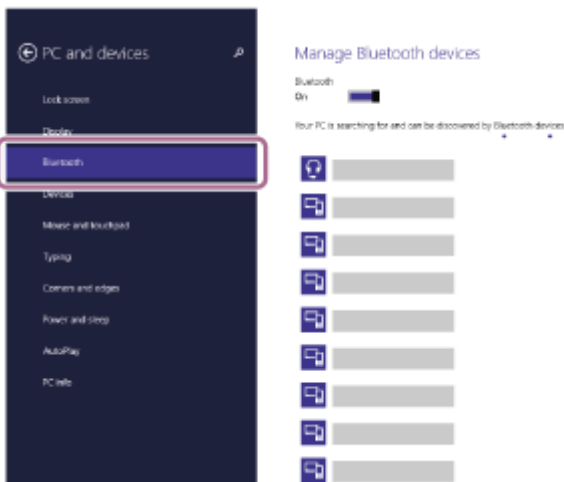 PC and devices
Lock screen
Display
Bluetooth
Devices
Mouse and touchpad
Typing
Corners and edges
Power and sleep
AutoPlay
PC info
Manage Bluetooth devices
Bluetooth
On
Your PC is searching for and can be discovered by Bluetooth devices